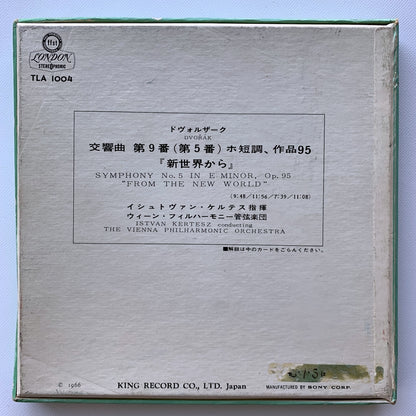 ffss
LONDON
STEREOPHONIC
TLA 1004
ドヴォルザーク
DVOŘÁK
交響曲 第9番(第5番)ホ短調、作品95
『新世界から』
SYMPHONY No. 5 IN E MINOR, Op. 95
"FROM THE NEW WORLD"
(9:48/11:56/7:39/11:08)
イシュトヴァン・ケルテス指揮
ウィーン・フィルハーモニー管弦楽団
ISTVAN KERTESZ conducting
THE VIENNA PHILHARMONIC ORCHESTRA
■解説は中のカードをごらんください。
© 1966
KING RECORD CO., LTD. Japan
MANUFACTURED BY SONY CORP.